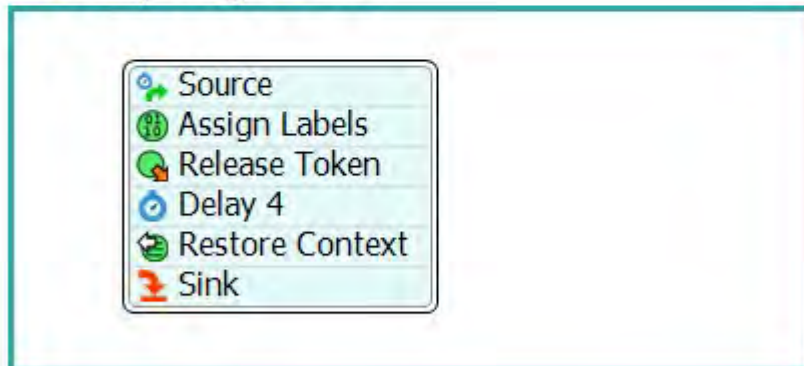 Source
Assign Labels
Release Token
Delay 4
Restore Context
Sink